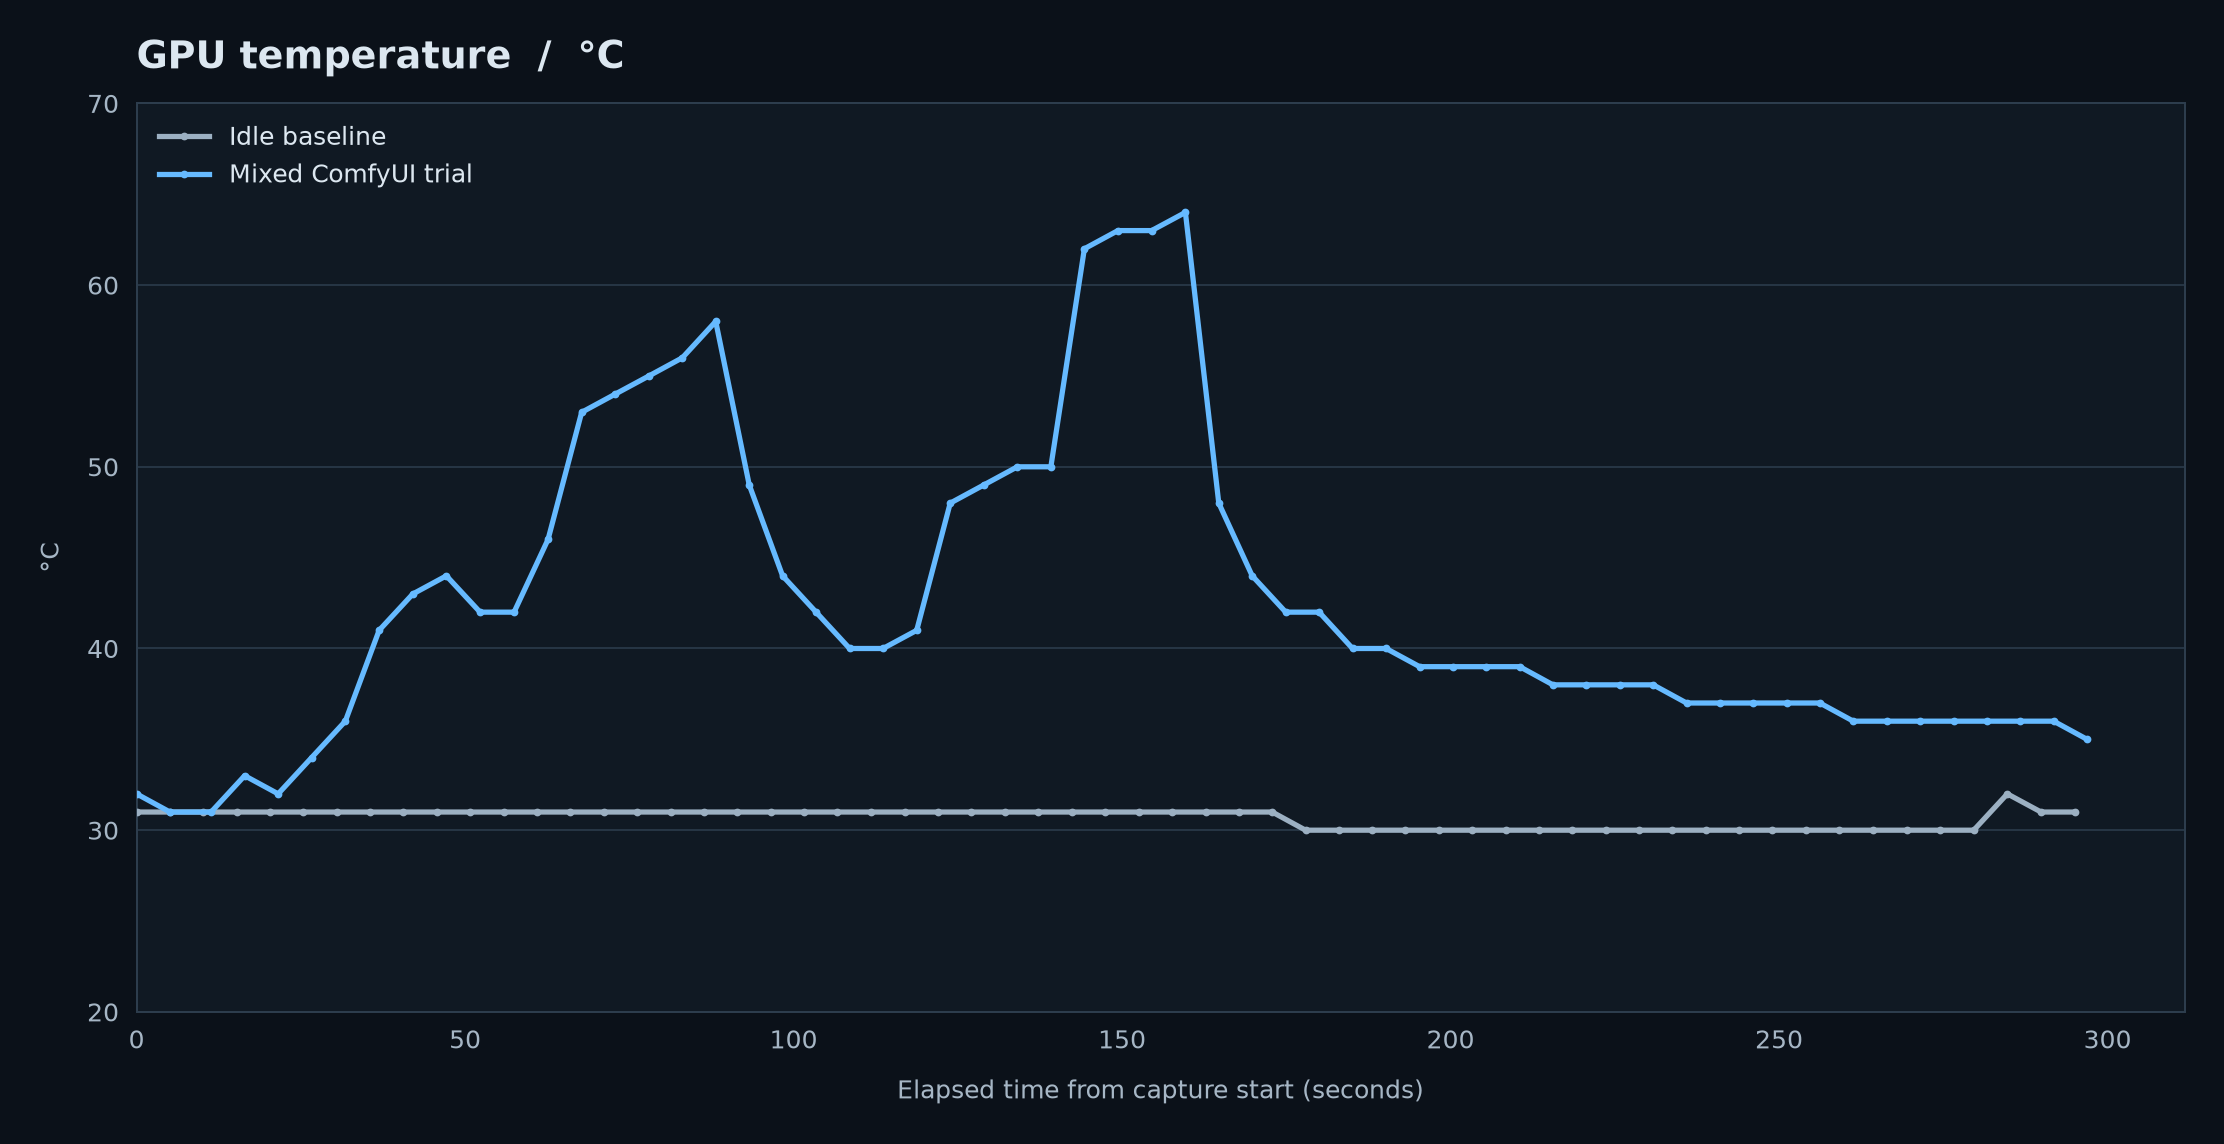 GPU temperature / °C
70
Idle baseline
Mixed ComfyUI trial
60
50
°C
40
30
20
0 50 100 150 200 250 300
Elapsed time from capture start (seconds)